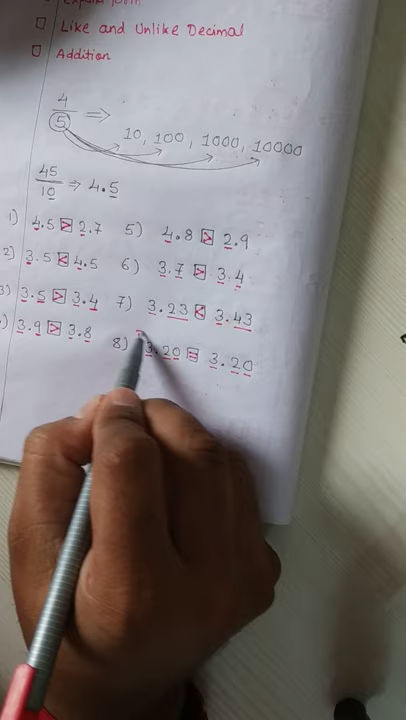 Expand form
Like and Unlike Decimal
Addition
4/5 ⇒ 10, 100, 1000, 10000
45/10 ⇒ 4.5
1) 4.5 > 2.7 5) 4.8 > 2.9
2) 3.5 < 4.5 6) 3.7 > 3.4
3) 3.5 > 3.4 7) 3.23 < 3.43
) 3.9 > 3.8 8) 3.20 = 3.20